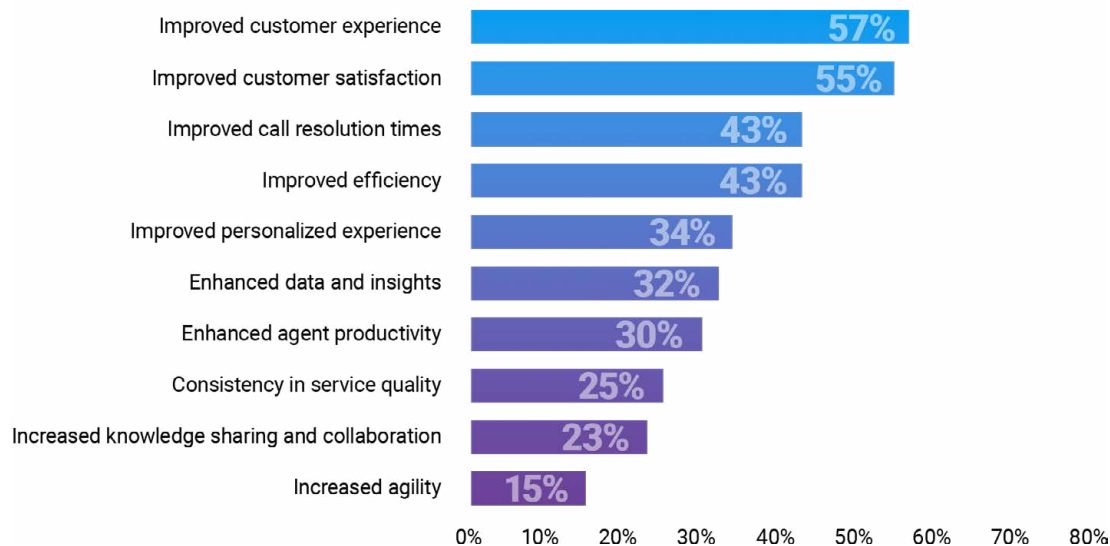 Improved customer experience 57%
Improved customer satisfaction 55%
Improved call resolution times 43%
Improved efficiency 43%
Improved personalized experience 34%
Enhanced data and insights 32%
Enhanced agent productivity 30%
Consistency in service quality 25%
Increased knowledge sharing and collaboration 23%
Increased agility 15%
0% 10% 20% 30% 40% 50% 60% 70% 80%